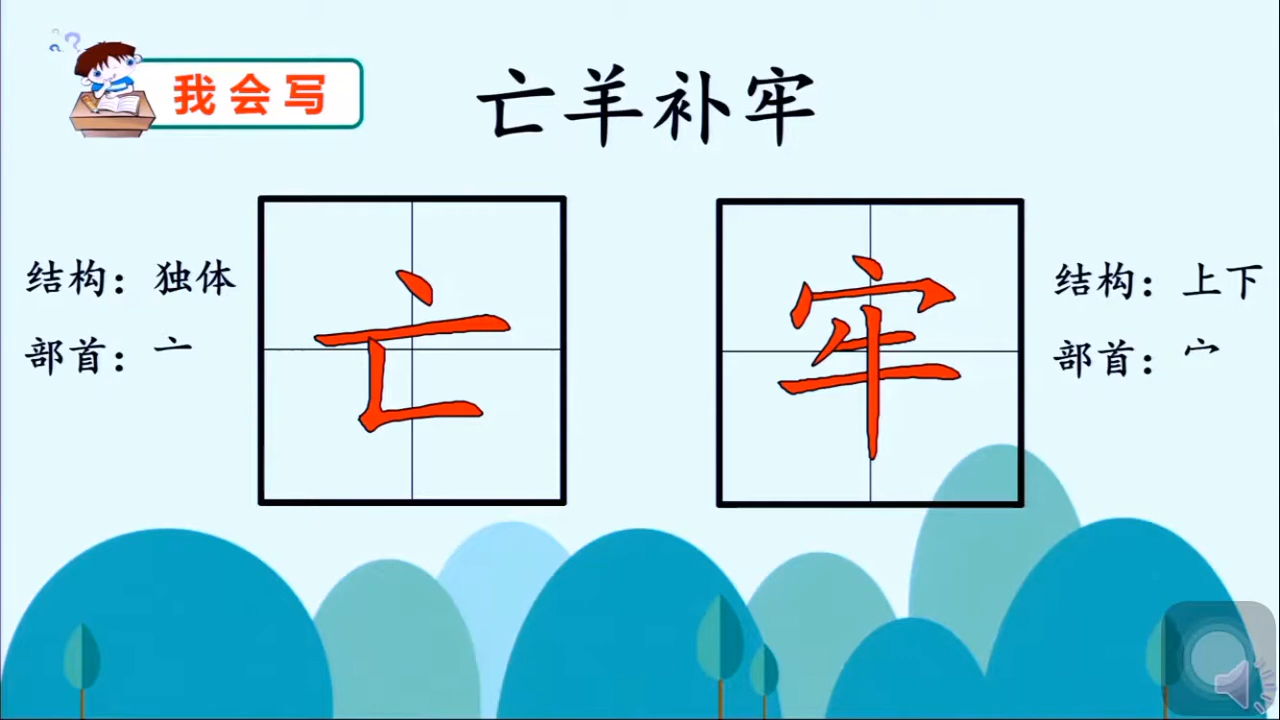 我会写
亡羊补牢
结构：独体
部首：亠
亡
牢
结构：上下
部首：宀